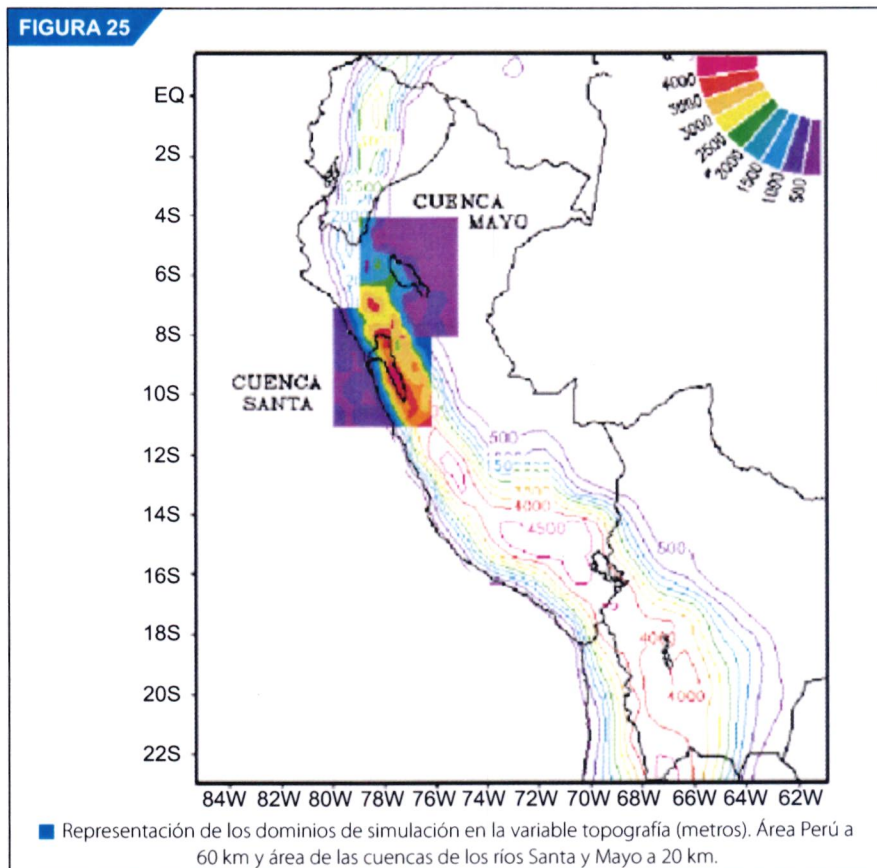 FIGURA 25
4000
3500
3000
2500
2000
1500
1000
500
EQ
2S
4S
6S
8S
10S
12S
14S
16S
18S
20S
22S
2500
CUENCA
MAYO
CUENCA
SANTA
500
4000
4500
500
4000
4000
84W 82W 80W 78W 76W 74W 72W 70W 68W 66W 64W 62W
Representación de los dominios de simulación en la variable topografía (metros). Área Perú a
60 km y área de las cuencas de los ríos Santa y Mayo a 20 km.